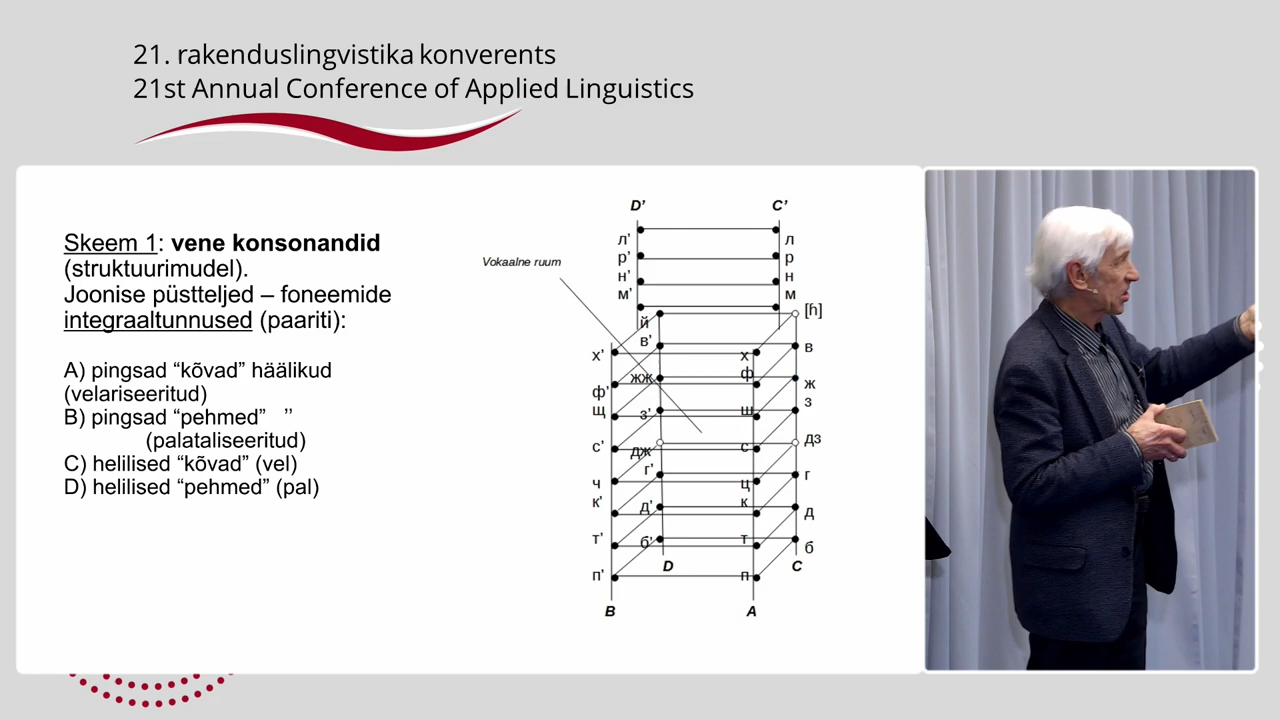 21. rakenduslingvistika konverents
21st Annual Conference of Applied Linguistics
Skeem 1: vene konsonandid
(struktuurimudel).
Joonise püstteljed – foneemide
integraaltunnused (paariti):
A) pingsad “kõvad” häälikud
(velariseeritud)
B) pingsad “pehmed” ”
(palataliseeritud)
C) helilised “kõvad” (vel)
D) helilised “pehmed” (pal)
Vokaalne ruum
D’ C’
л’ л
р’ р
н’ н
м’ м
й [ɦ]
в’ в
х’ х
ф’ жж ф ж
щ з’ ш з
с’ дж с дз
ч г’ ц г
к’ д’ к д
т’ б’ т б
п’ D п C
B A